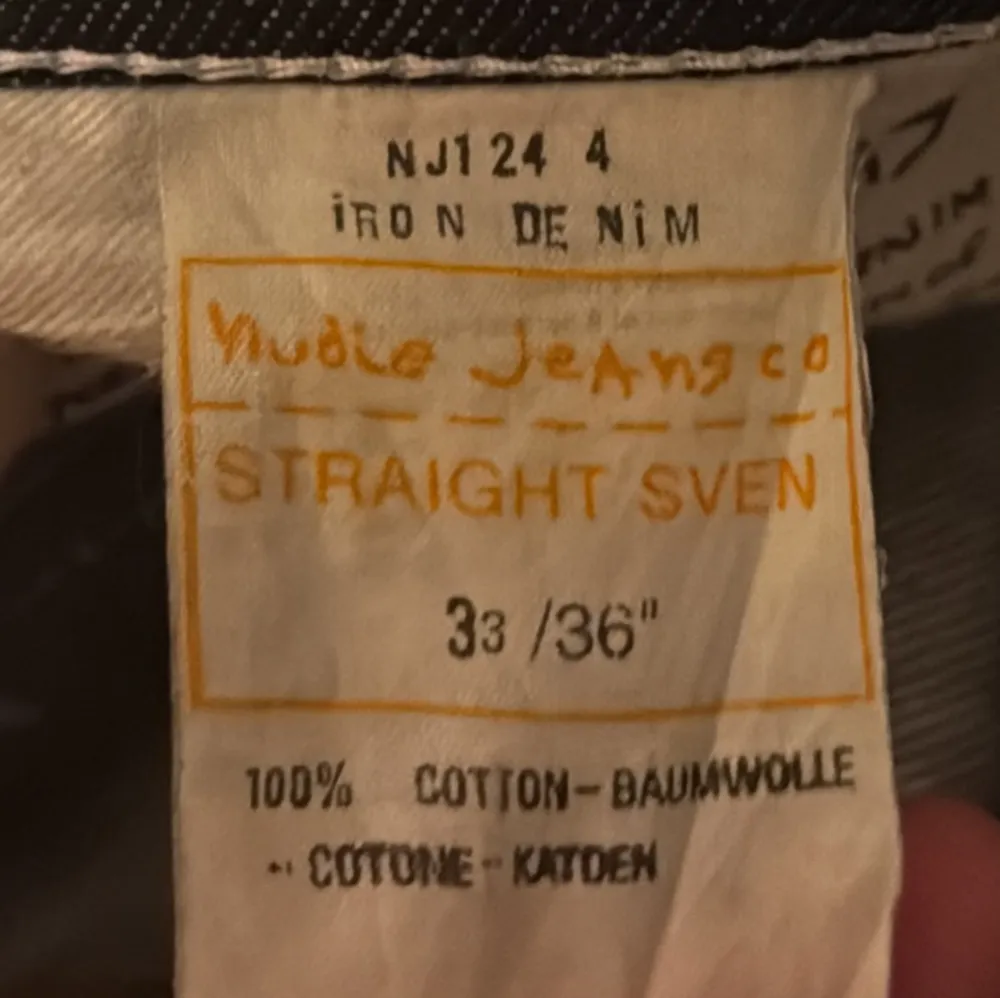 NJ124 4
iRON DENiM
Nudie Jeans co
STRAIGHT SVEN
33 /36"
100% COTTON-BAUMWOLLE
COTONE-KATOEN